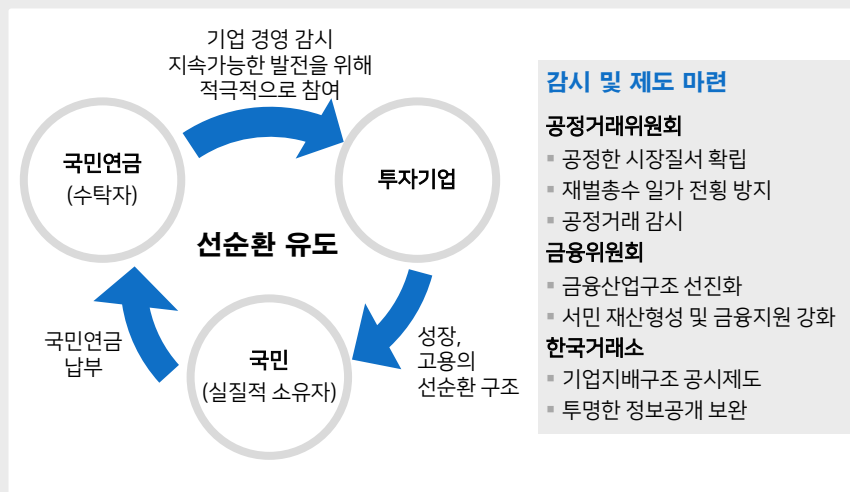 기업 경영 감시
지속가능한 발전을 위해
적극적으로 참여
국민연금
(수탁자)
투자기업
선순환 유도
국민연금
납부
국민
(실질적 소유자)
성장,
고용의
선순환 구조
감시 및 제도 마련
공정거래위원회
▪ 공정한 시장질서 확립
▪ 재벌총수 일가 전횡 방지
▪ 공정거래 감시
금융위원회
▪ 금융산업구조 선진화
▪ 서민 재산형성 및 금융지원 강화
한국거래소
▪ 기업지배구조 공시제도
▪ 투명한 정보공개 보완